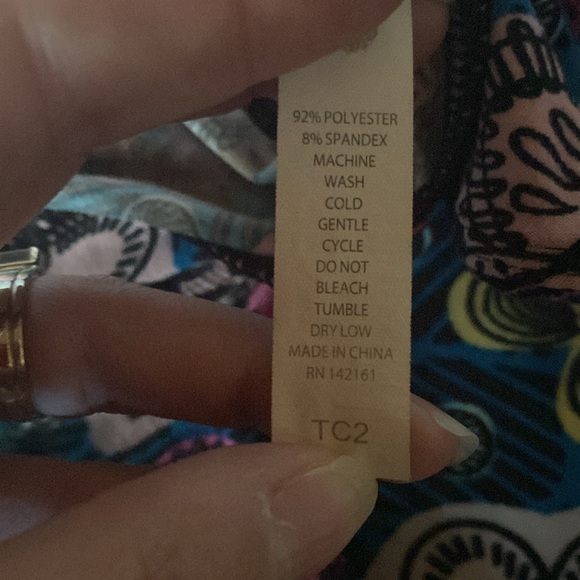 92% POLYESTER
8% SPANDEX
MACHINE
WASH
COLD
GENTLE
CYCLE
DO NOT
BLEACH
TUMBLE
DRY LOW
MADE IN CHINA
RN 142161
TC2